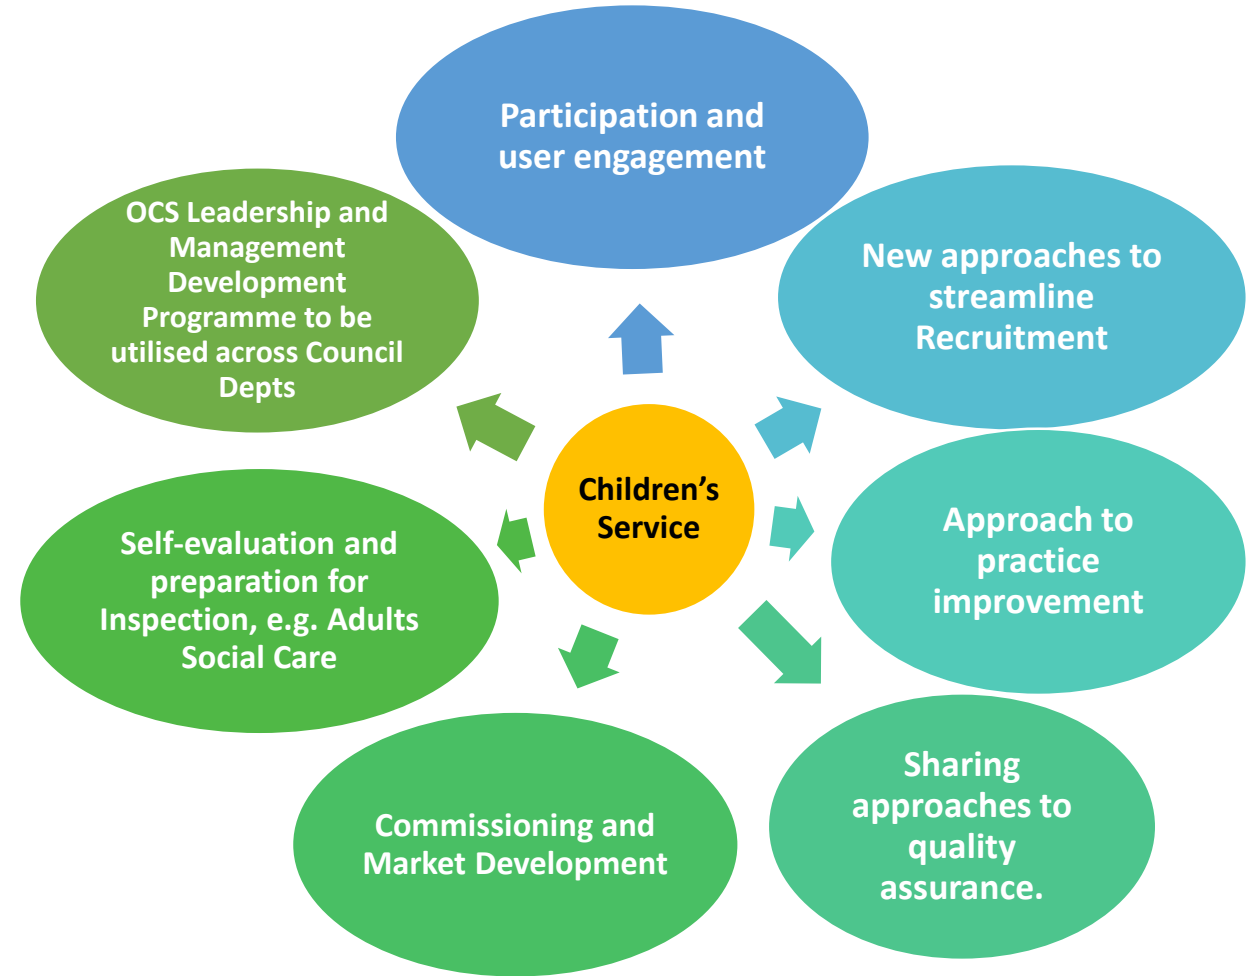 Participation and
user engagement
New approaches to
streamline
Recruitment
Approach to
practice
improvement
Sharing
approaches to
quality
assurance.
Commissioning and
Market Development
Self-evaluation and
preparation for
Inspection, e.g. Adults
Social Care
OCS Leadership and
Management
Development
Programme to be
utilised across Council
Depts
Children’s
Service